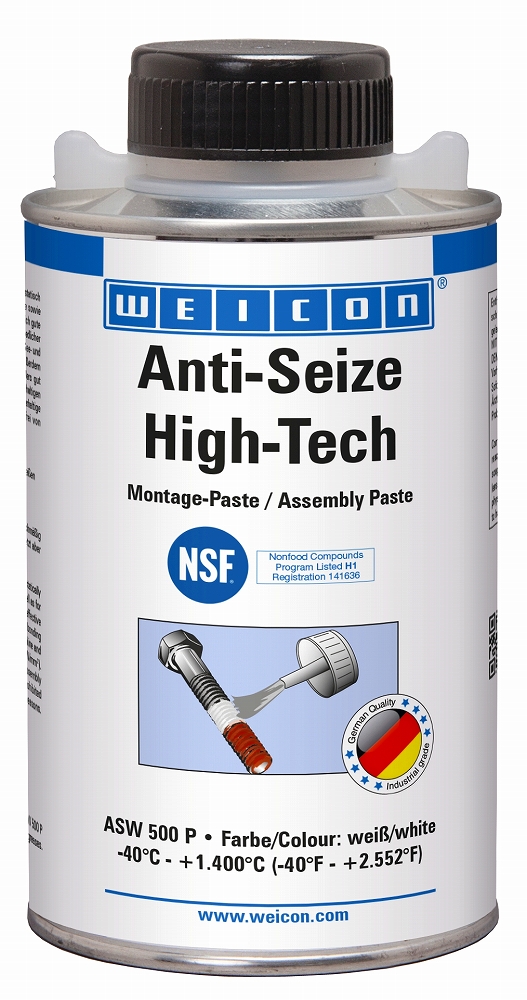 WEICON®
Anti-Seize
High-Tech
Montage-Paste / Assembly Paste
NSF®
Nonfood Compounds
Program Listed H1
Registration 141636
German Quality
Industrial grade
ASW 500 P • Farbe/Colour: weiß/white
-40°C - +1.400°C (-40°F - +2.552°F)
www.weicon.com